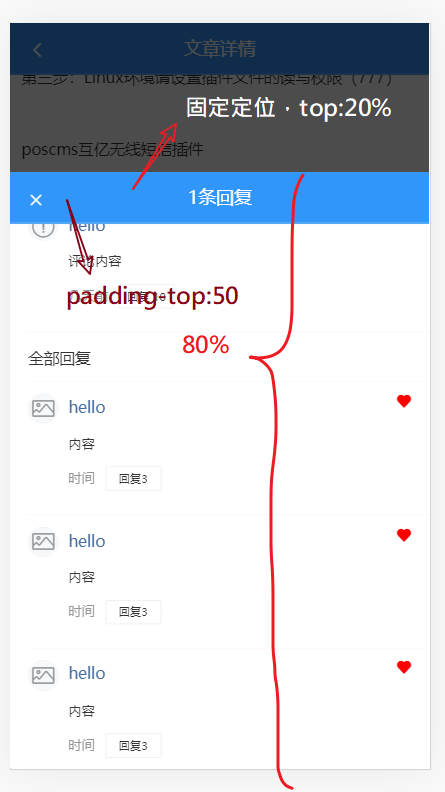 文章详情
第三步：Linux环境请设置插件文件的读写权限（777）
固定定位·top:20%
poscms互亿无线短信插件
1条回复
hello
评论内容
padding-top:50
80%
全部回复
hello
内容
时间 回复3
hello
内容
时间 回复3
hello
内容
时间 回复3